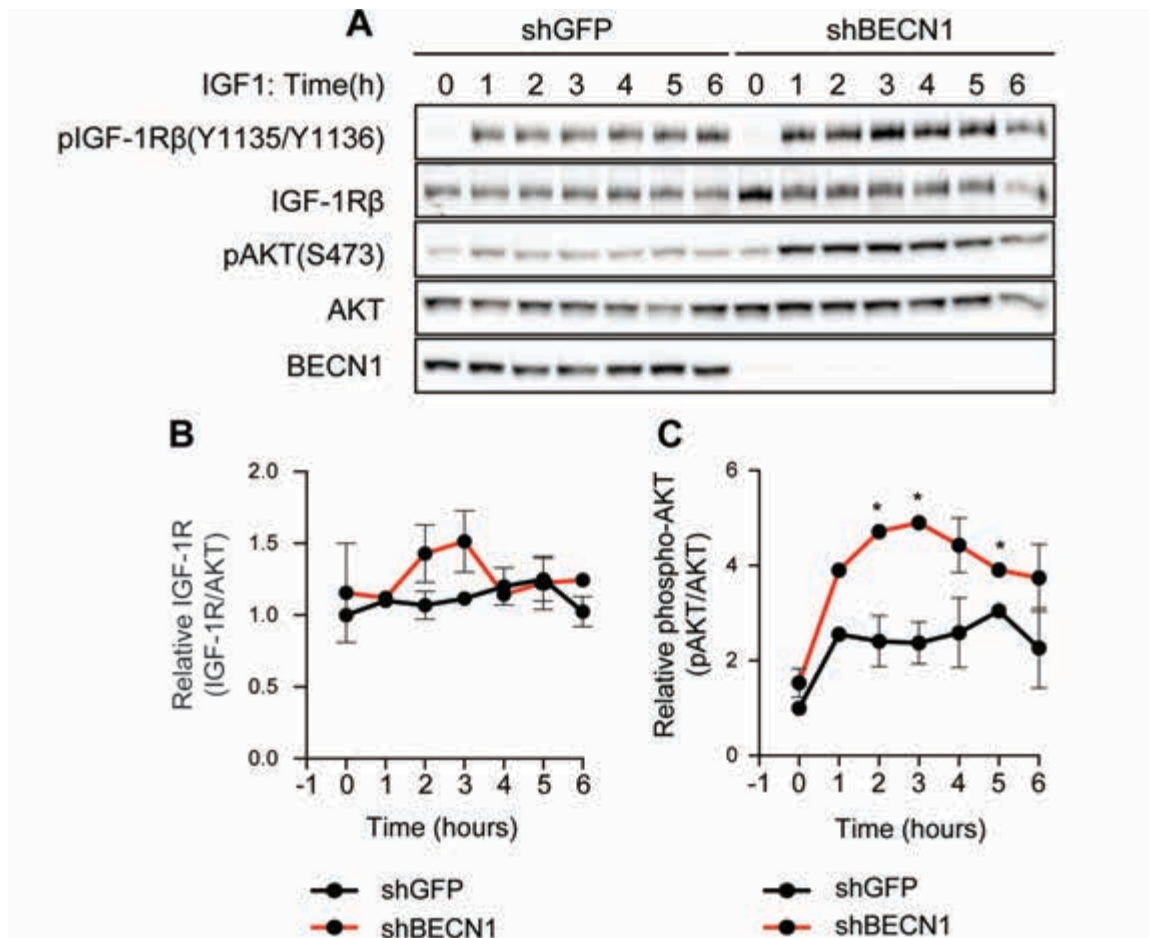 A
shGFP shBECN1
IGF1: Time(h) 0 1 2 3 4 5 6 0 1 2 3 4 5 6
pIGF-1Rβ(Y1135/Y1136)
IGF-1Rβ
pAKT(S473)
AKT
BECN1
B
Relative IGF-1R
(IGF-1R/AKT)
2.0
1.5
1.0
0.5
0.0
-1 0 1 2 3 4 5 6
Time (hours)
shGFP
shBECN1
C
Relative phospho-AKT
(pAKT/AKT)
6
4
2
0
* * *
-1 0 1 2 3 4 5 6
Time (hours)
shGFP
shBECN1